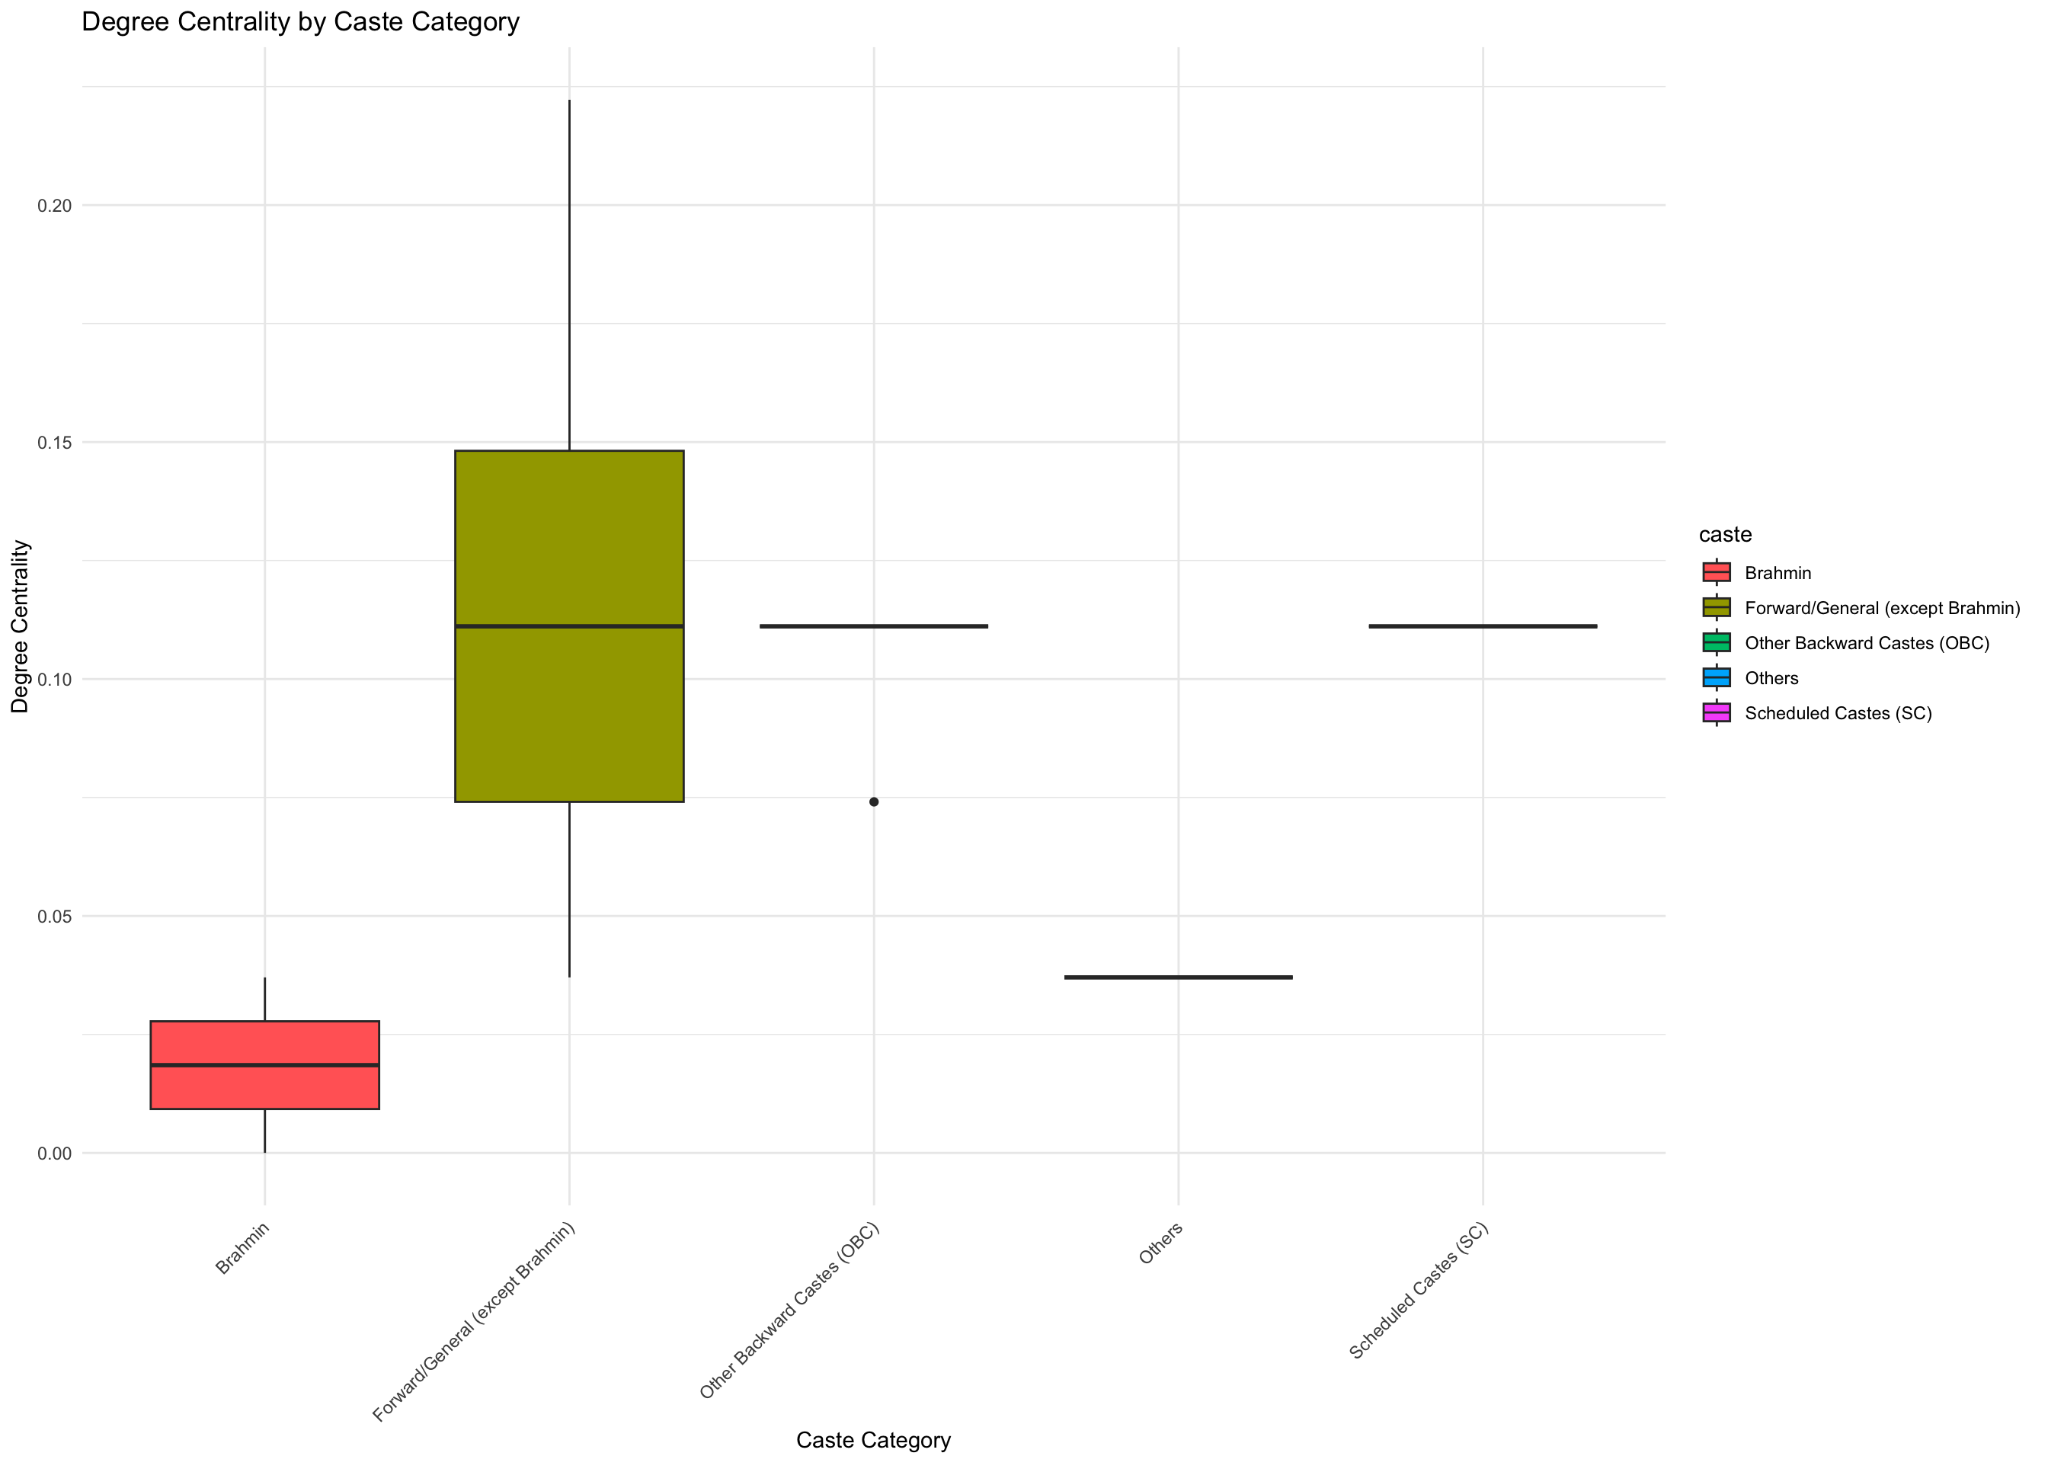 Degree Centrality by Caste Category
Degree Centrality
0.20
0.15
0.10
0.05
0.00
Brahmin
Forward/General (except Brahmin)
Other Backward Castes (OBC)
Others
Scheduled Castes (SC)
Caste Category
caste
Brahmin
Forward/General (except Brahmin)
Other Backward Castes (OBC)
Others
Scheduled Castes (SC)